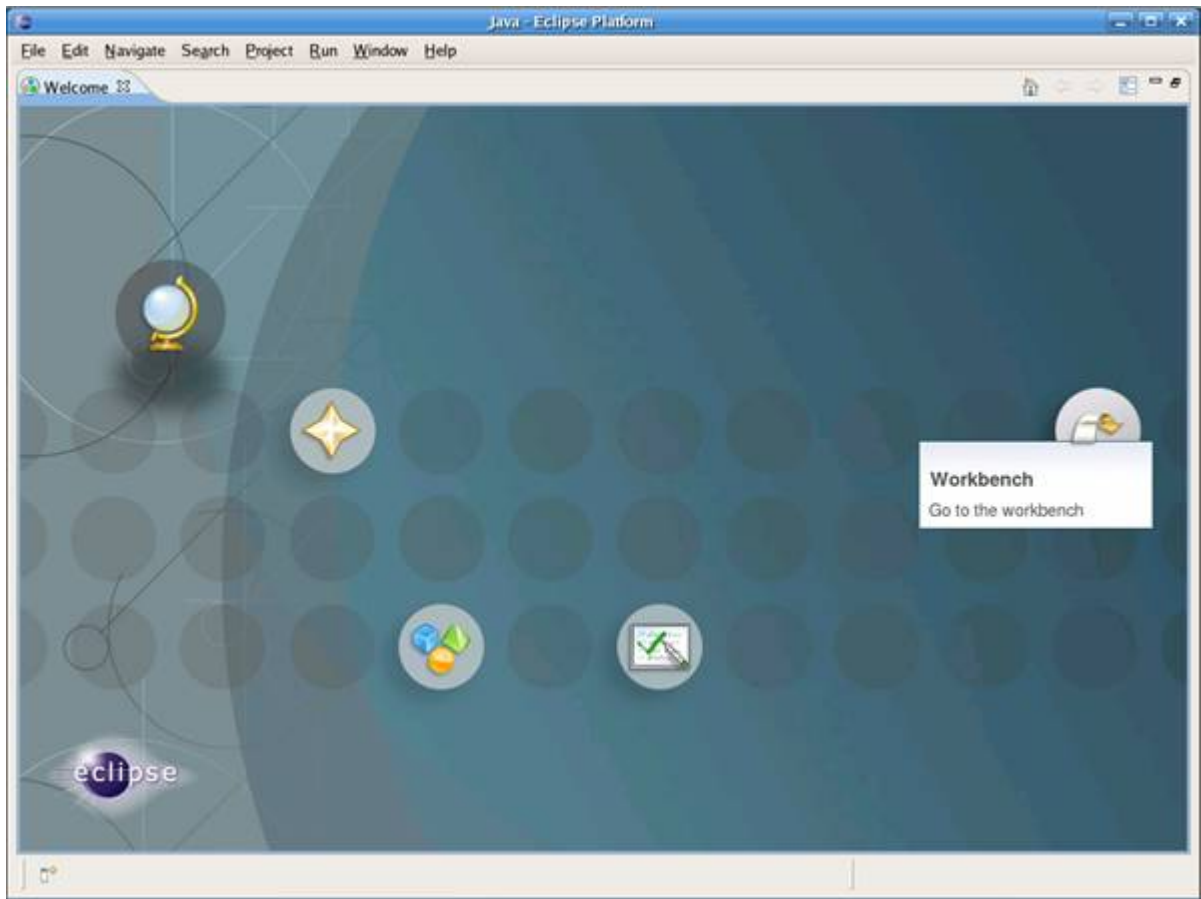 Java - Eclipse Platform
File Edit Navigate Search Project Run Window Help
Welcome
Workbench
Go to the workbench
eclipse